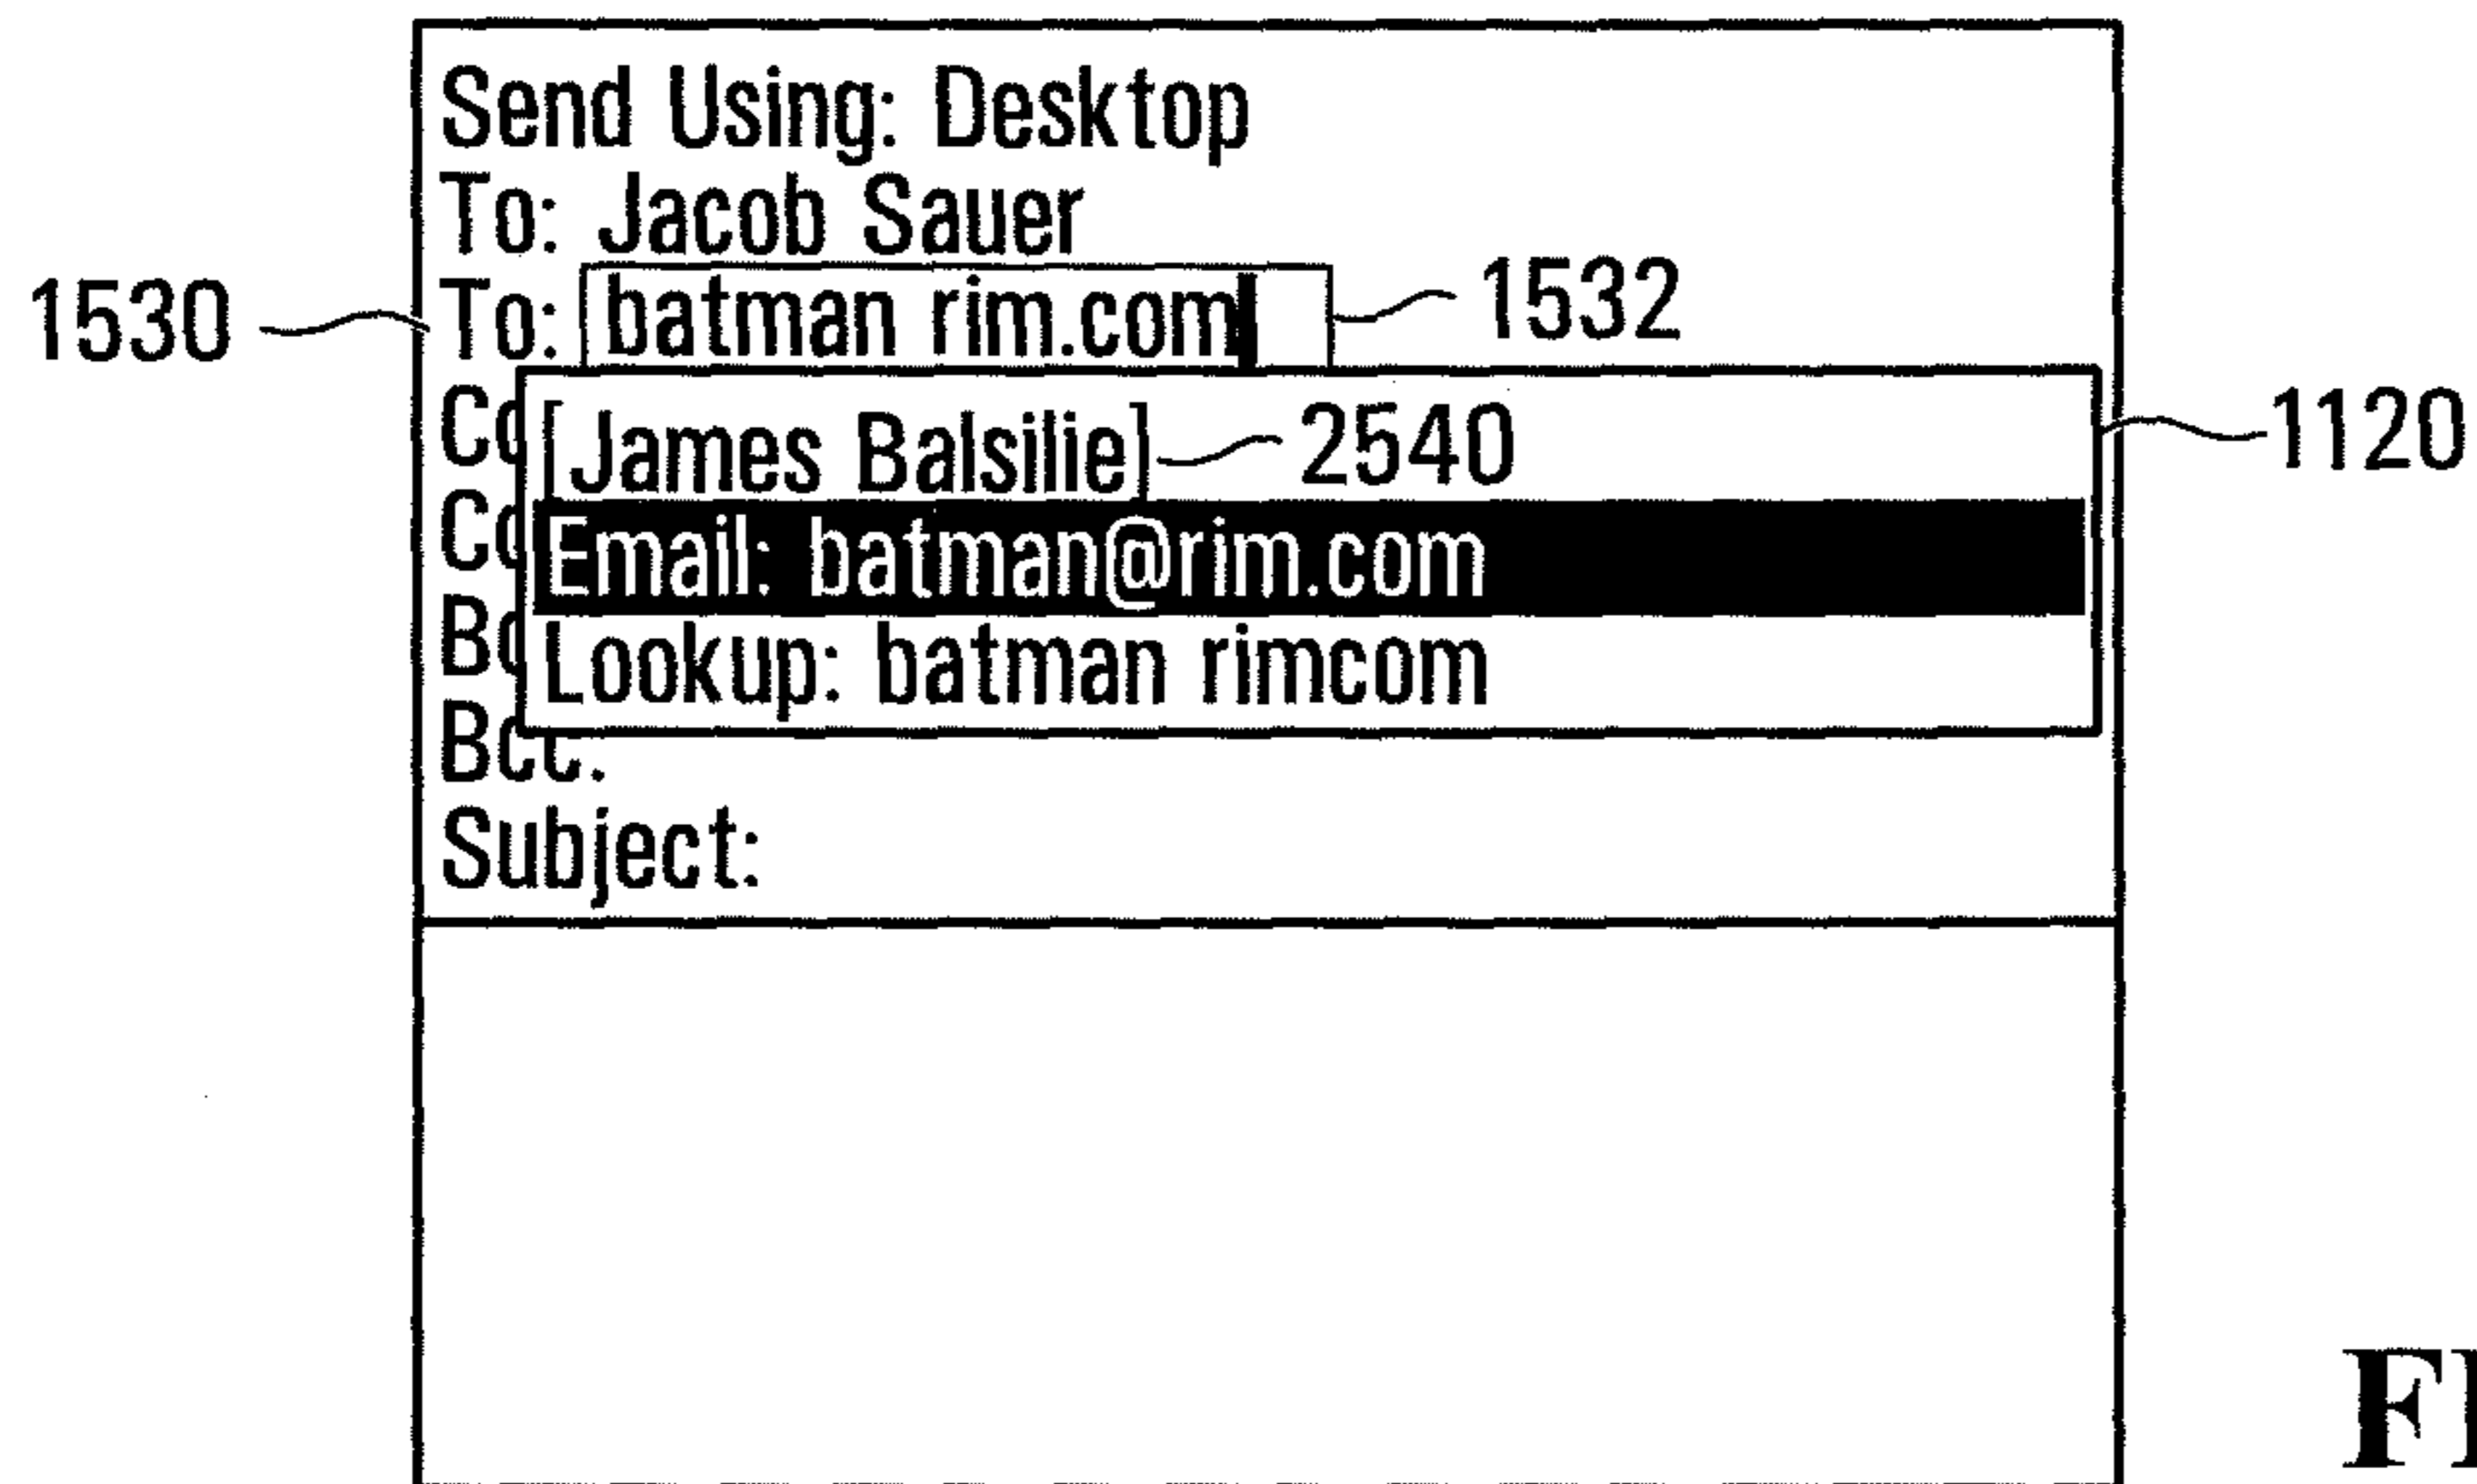 Send Using: Desktop
To: Jacob Sauer
1530 To: batman rim.com 1532
[James Balsilie] 2540 1120
Email: batman@rim.com
Lookup: batman rimcom
Subject: